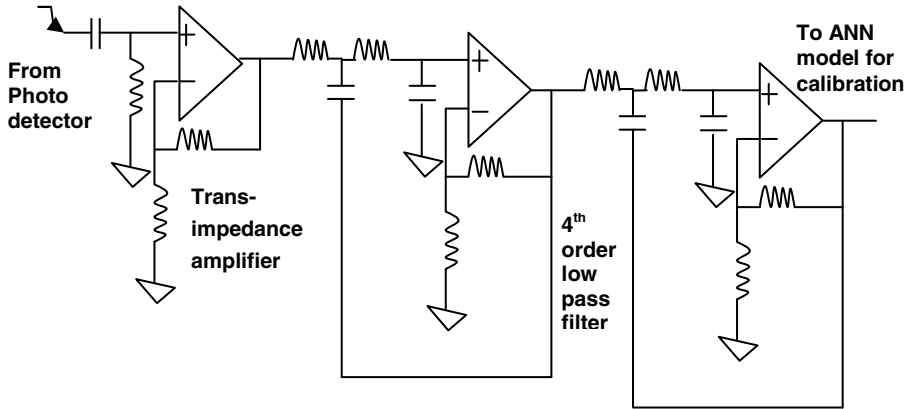 From
Photo
detector
Trans-
impedance
amplifier
4th
order
low
pass
filter
To ANN
model for
calibration